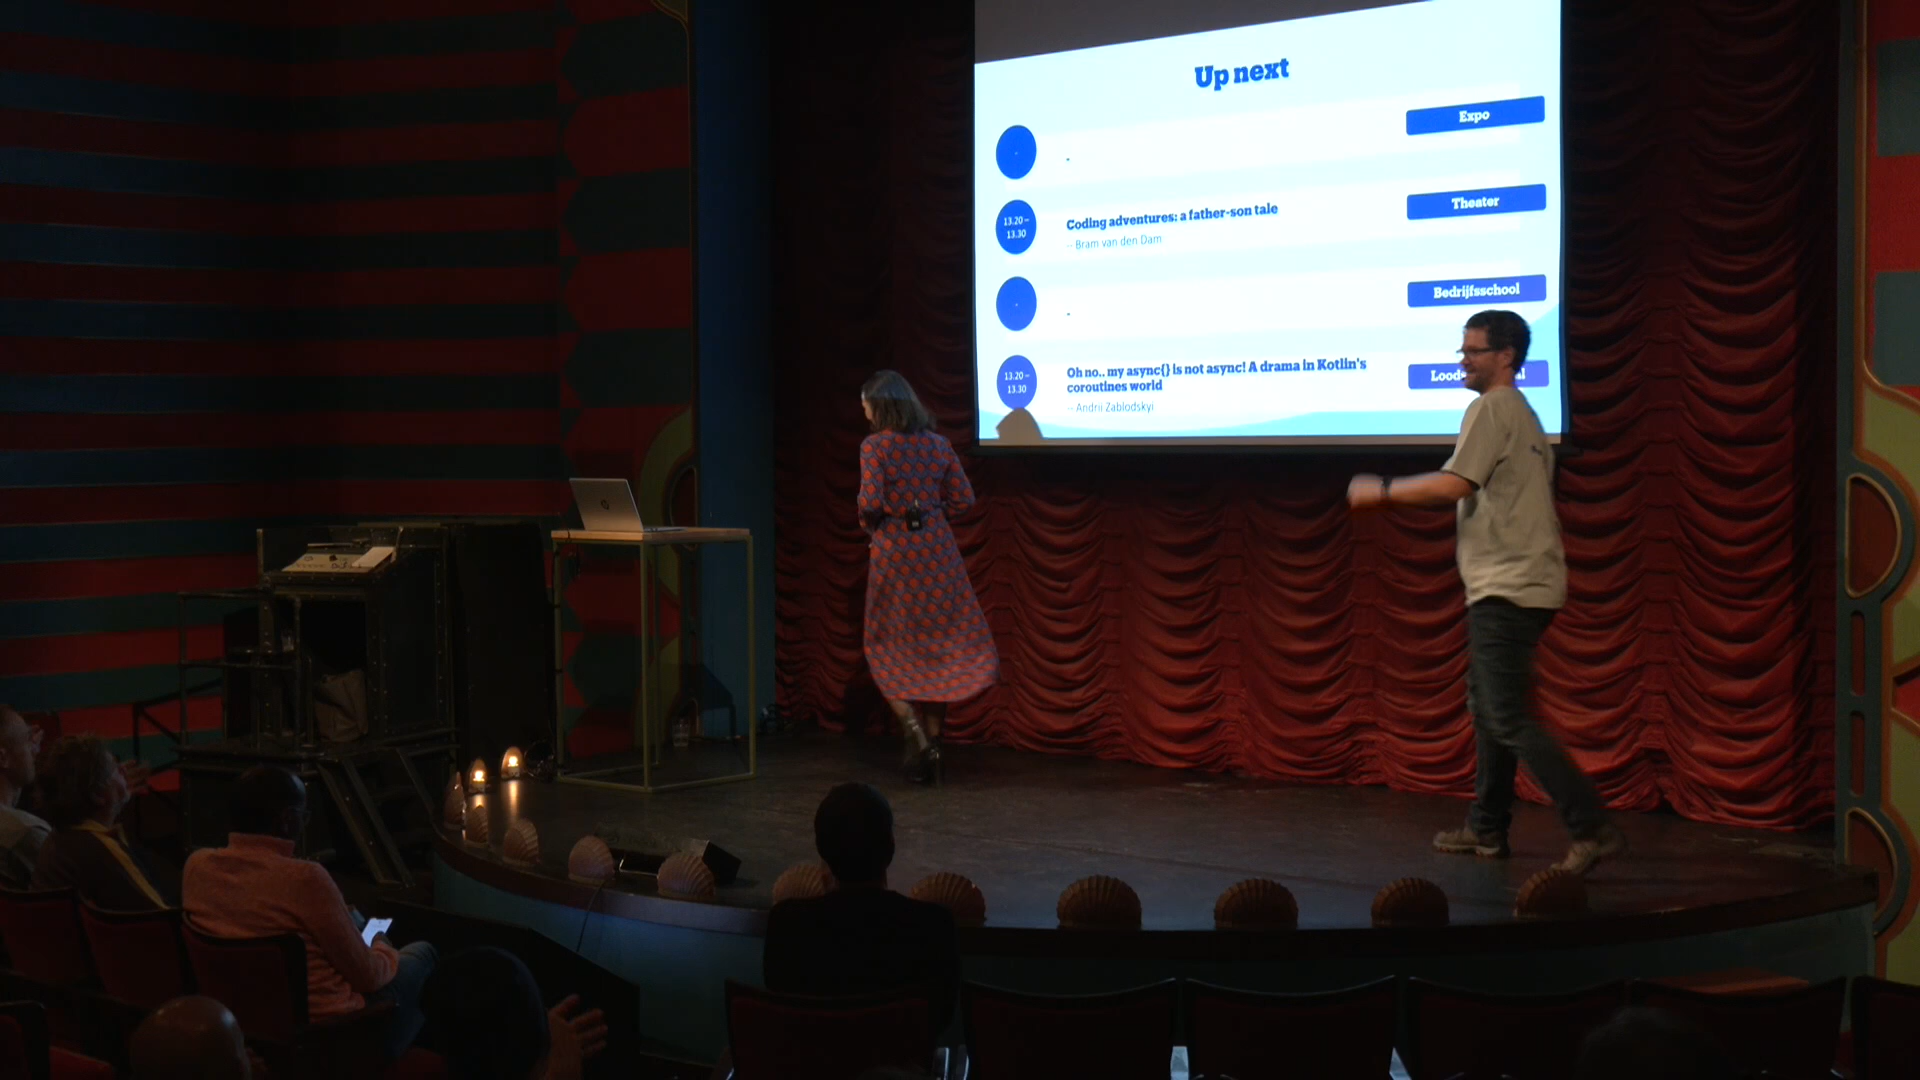 Up next
Expo
-
-
13.20 –
13.30
Coding adventures: a father-son tale
-- Bram van den Dam
Theater
-
-
Bedrijfsschool
13.20 –
13.30
Oh no.. my async{} is not async! A drama in Kotlin's
coroutines world
-- Andrii Zablodskyi